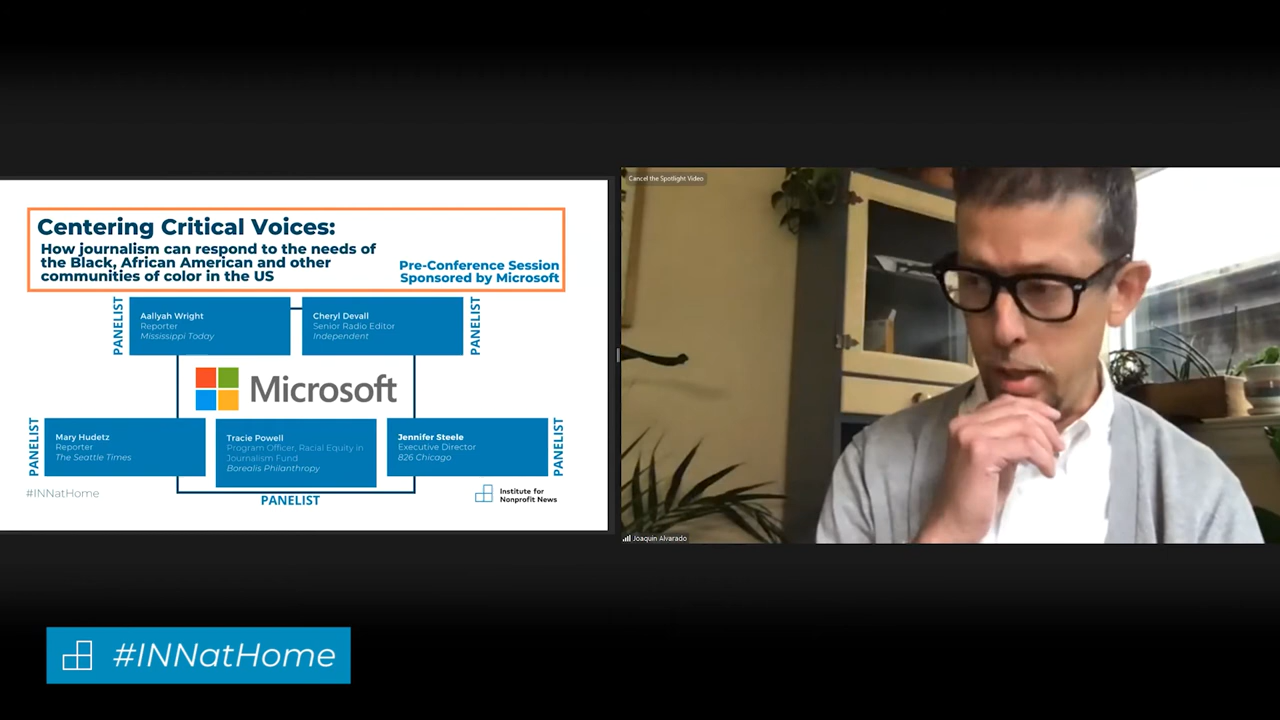 Centering Critical Voices:
How journalism can respond to the needs of
the Black, African American and other
communities of color in the US
Pre-Conference Session
Sponsored by Microsoft
PANELIST
Aallyah Wright
Reporter
Mississippi Today
Cheryl Devall
Senior Radio Editor
Independent
PANELIST
Microsoft
PANELIST
Mary Hudetz
Reporter
The Seattle Times
Tracie Powell
Program Officer, Racial Equity in
Journalism Fund
Borealis Philanthropy
Jennifer Steele
Executive Director
826 Chicago
PANELIST
#INNatHome
PANELIST
Institute for
Nonprofit News
Cancel the Spotlight Video
Joaquin Alvarado
#INNatHome